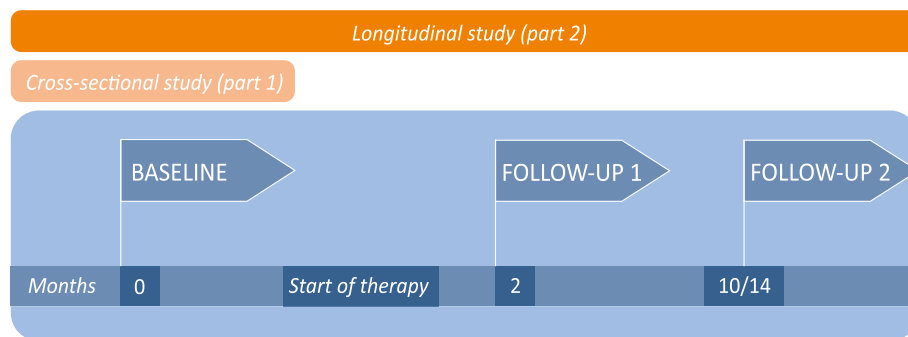 Longitudinal study (part 2)
Cross-sectional study (part 1)
BASELINE
FOLLOW-UP 1
FOLLOW-UP 2
Months
0
Start of therapy
2
10/14